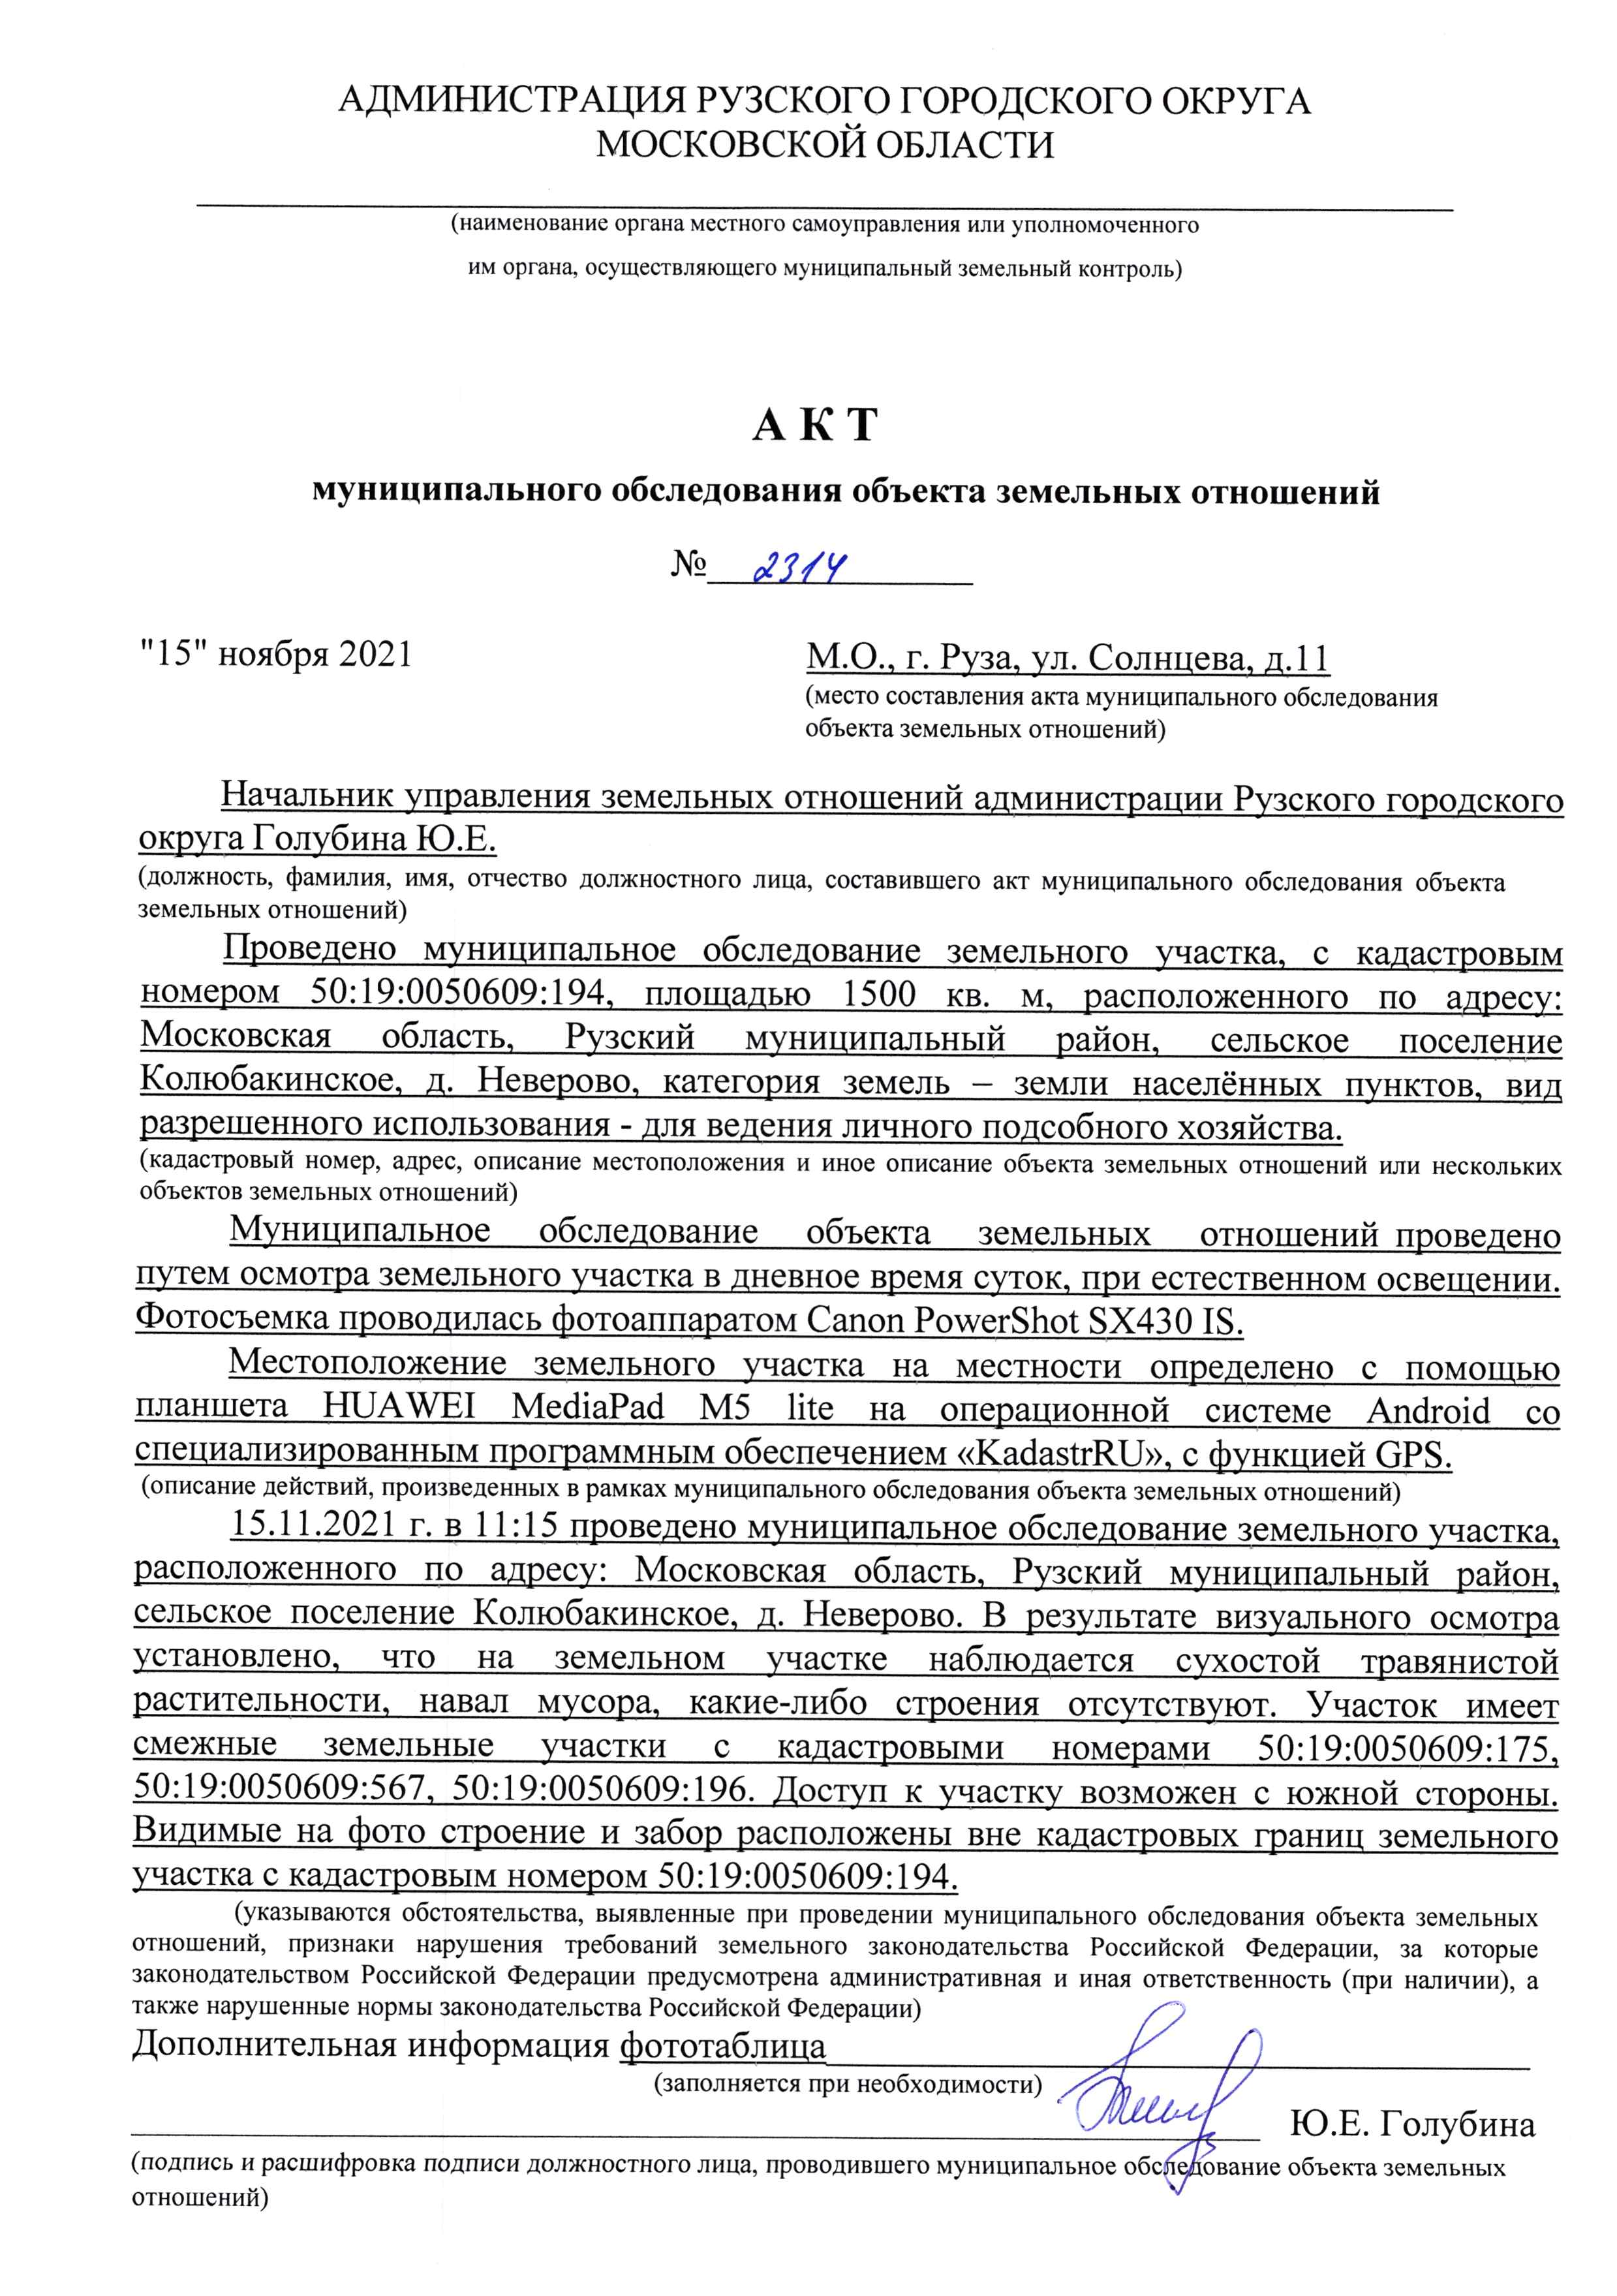 АДМИНИСТРАЦИЯ РУЗСКОГО ГОРОДСКОГО ОКРУГА
МОСКОВСКОЙ ОБЛАСТИ
(наименование органа местного самоуправления или уполномоченного
им органа, осуществляющего муниципальный земельный контроль)
А К Т
муниципального обследования объекта земельных отношений
№ 2314
"15" ноября 2021
М.О., г. Руза, ул. Солнцева, д.11
(место составления акта муниципального обследования
объекта земельных отношений)
Начальник управления земельных отношений администрации Рузского городского
округа Голубина Ю.Е.
(должность, фамилия, имя, отчество должностного лица, составившего акт муниципального обследования объекта
земельных отношений)
Проведено муниципальное обследование земельного участка, с кадастровым
номером 50:19:0050609:194, площадью 1500 кв. м, расположенного по адресу:
Московская область, Рузский муниципальный район, сельское поселение
Колюбакинское, д. Неверово, категория земель – земли населённых пунктов, вид
разрешенного использования - для ведения личного подсобного хозяйства.
(кадастровый номер, адрес, описание местоположения и иное описание объекта земельных отношений или нескольких
объектов земельных отношений)
Муниципальное обследование объекта земельных отношений проведено
путем осмотра земельного участка в дневное время суток, при естественном освещении.
Фотосъемка проводилась фотоаппаратом Canon PowerShot SX430 IS.
Местоположение земельного участка на местности определено с помощью
планшета HUAWEI MediaPad M5 lite на операционной системе Android со
специализированным программным обеспечением «KadastrRU», с функцией GPS.
(описание действий, произведенных в рамках муниципального обследования объекта земельных отношений)
15.11.2021 г. в 11:15 проведено муниципальное обследование земельного участка,
расположенного по адресу: Московская область, Рузский муниципальный район,
сельское поселение Колюбакинское, д. Неверово. В результате визуального осмотра
установлено, что на земельном участке наблюдается сухостой травянистой
растительности, навал мусора, какие-либо строения отсутствуют. Участок имеет
смежные земельные участки с кадастровыми номерами 50:19:0050609:175,
50:19:0050609:567, 50:19:0050609:196. Доступ к участку возможен с южной стороны.
Видимые на фото строение и забор расположены вне кадастровых границ земельного
участка с кадастровым номером 50:19:0050609:194.
(указываются обстоятельства, выявленные при проведении муниципального обследования объекта земельных
отношений, признаки нарушения требований земельного законодательства Российской Федерации, за которые
законодательством Российской Федерации предусмотрена административная и иная ответственность (при наличии), а
также нарушенные нормы законодательства Российской Федерации)
Дополнительная информация фототаблица
(заполняется при необходимости)
Ю.Е. Голубина
(подпись и расшифровка подписи должностного лица, проводившего муниципальное обследование объекта земельных
отношений)